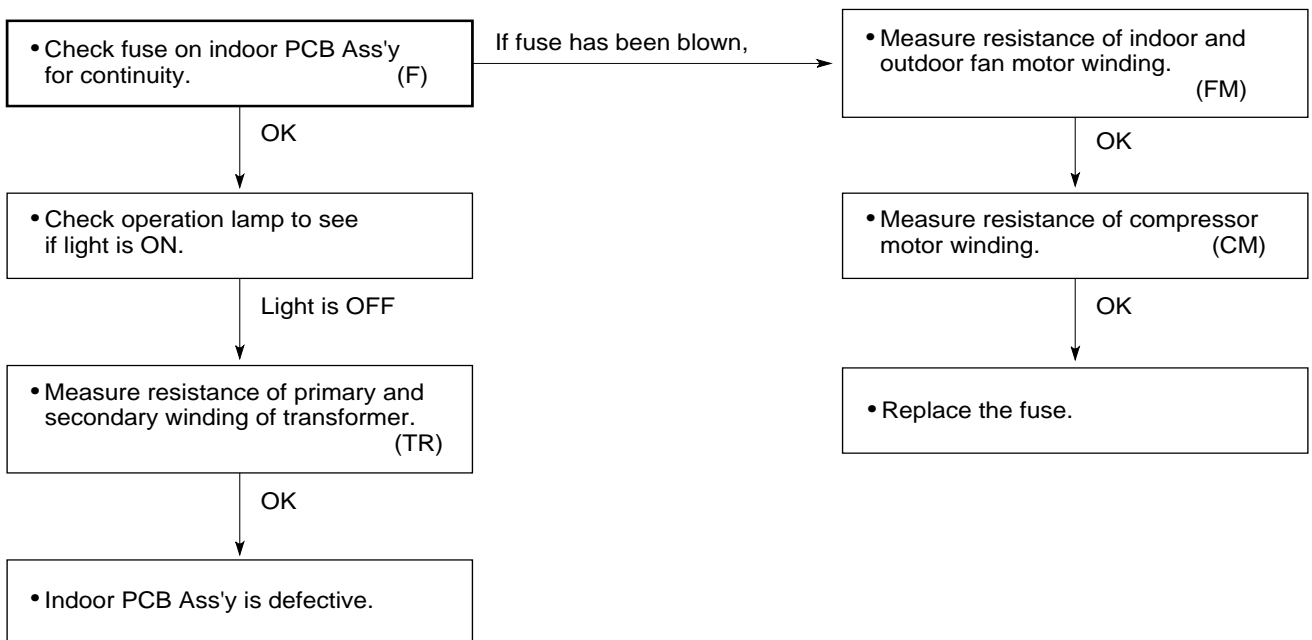 • Check fuse on indoor PCB Ass'y
for continuity. (F)
If fuse has been blown,
• Measure resistance of indoor and
outdoor fan motor winding.
(FM)
OK
OK
• Check operation lamp to see
if light is ON.
• Measure resistance of compressor
motor winding. (CM)
Light is OFF
OK
• Measure resistance of primary and
secondary winding of transformer.
(TR)
• Replace the fuse.
OK
• Indoor PCB Ass'y is defective.